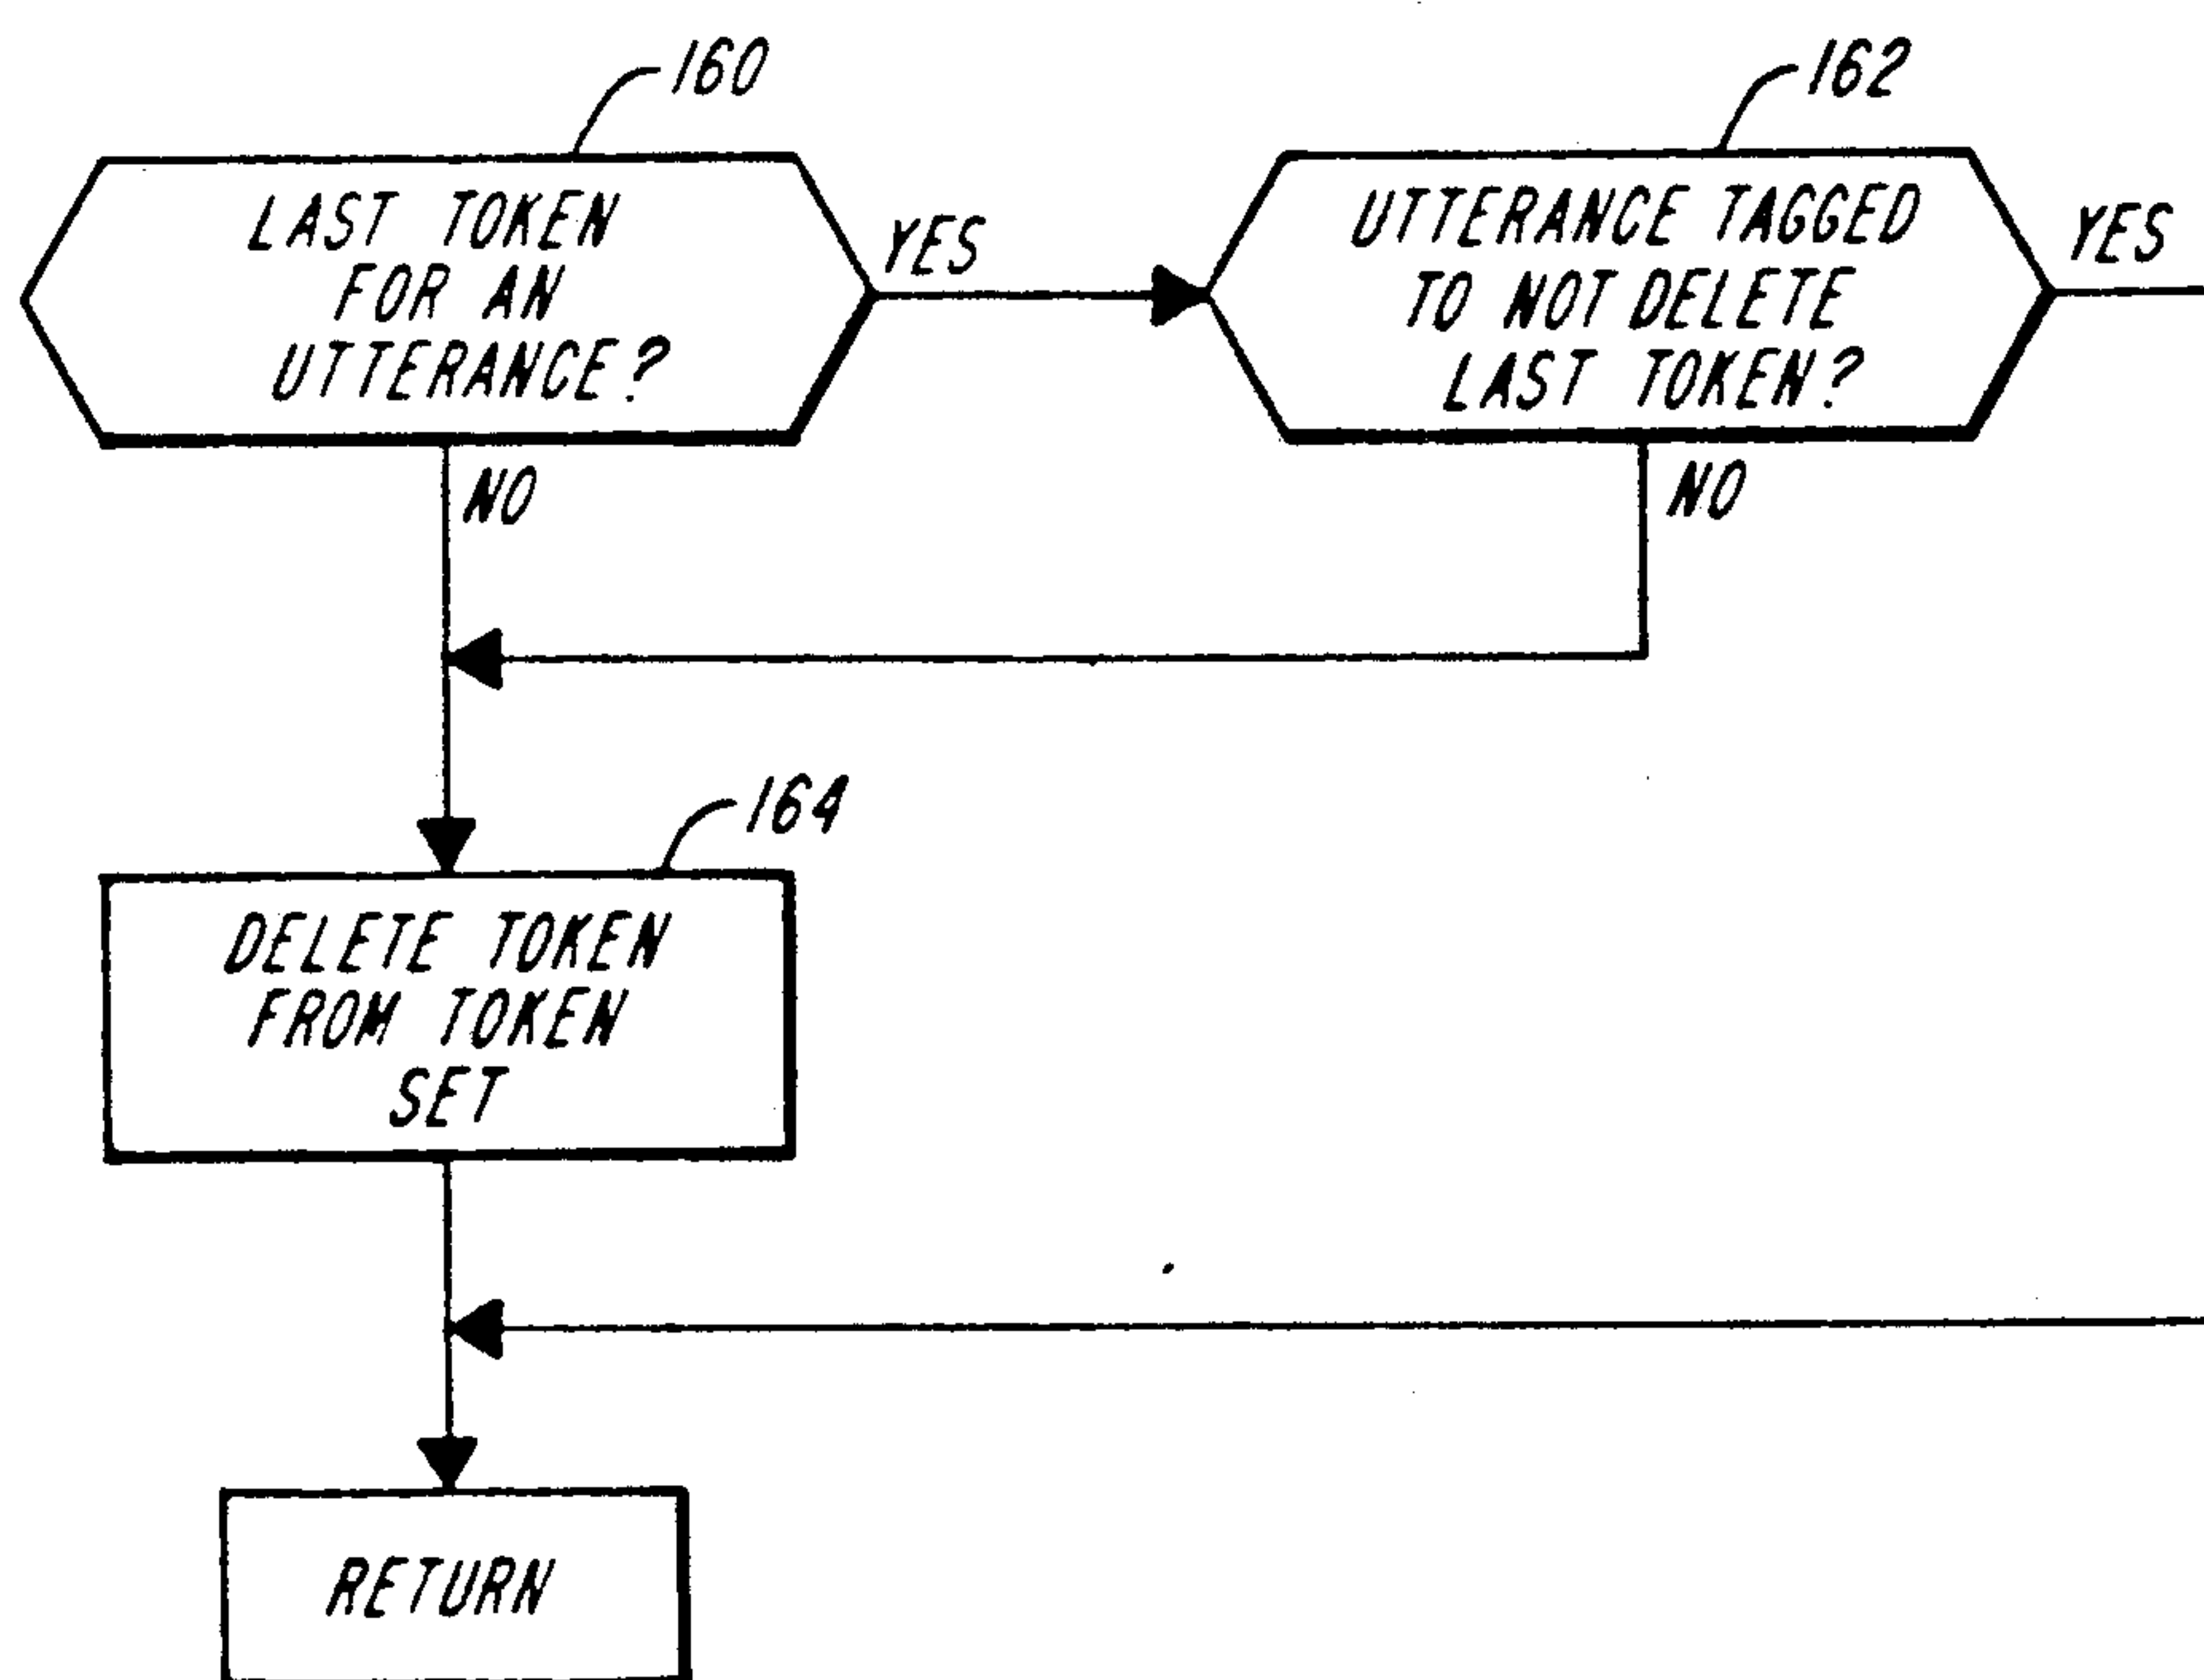 160
LAST TOKEN
FOR AN
UTTERANCE?
YES
NO
162
UTTERANCE TAGGED
TO NOT DELETE
LAST TOKEN?
YES
NO
164
DELETE TOKEN
FROM TOKEN
SET
RETURN